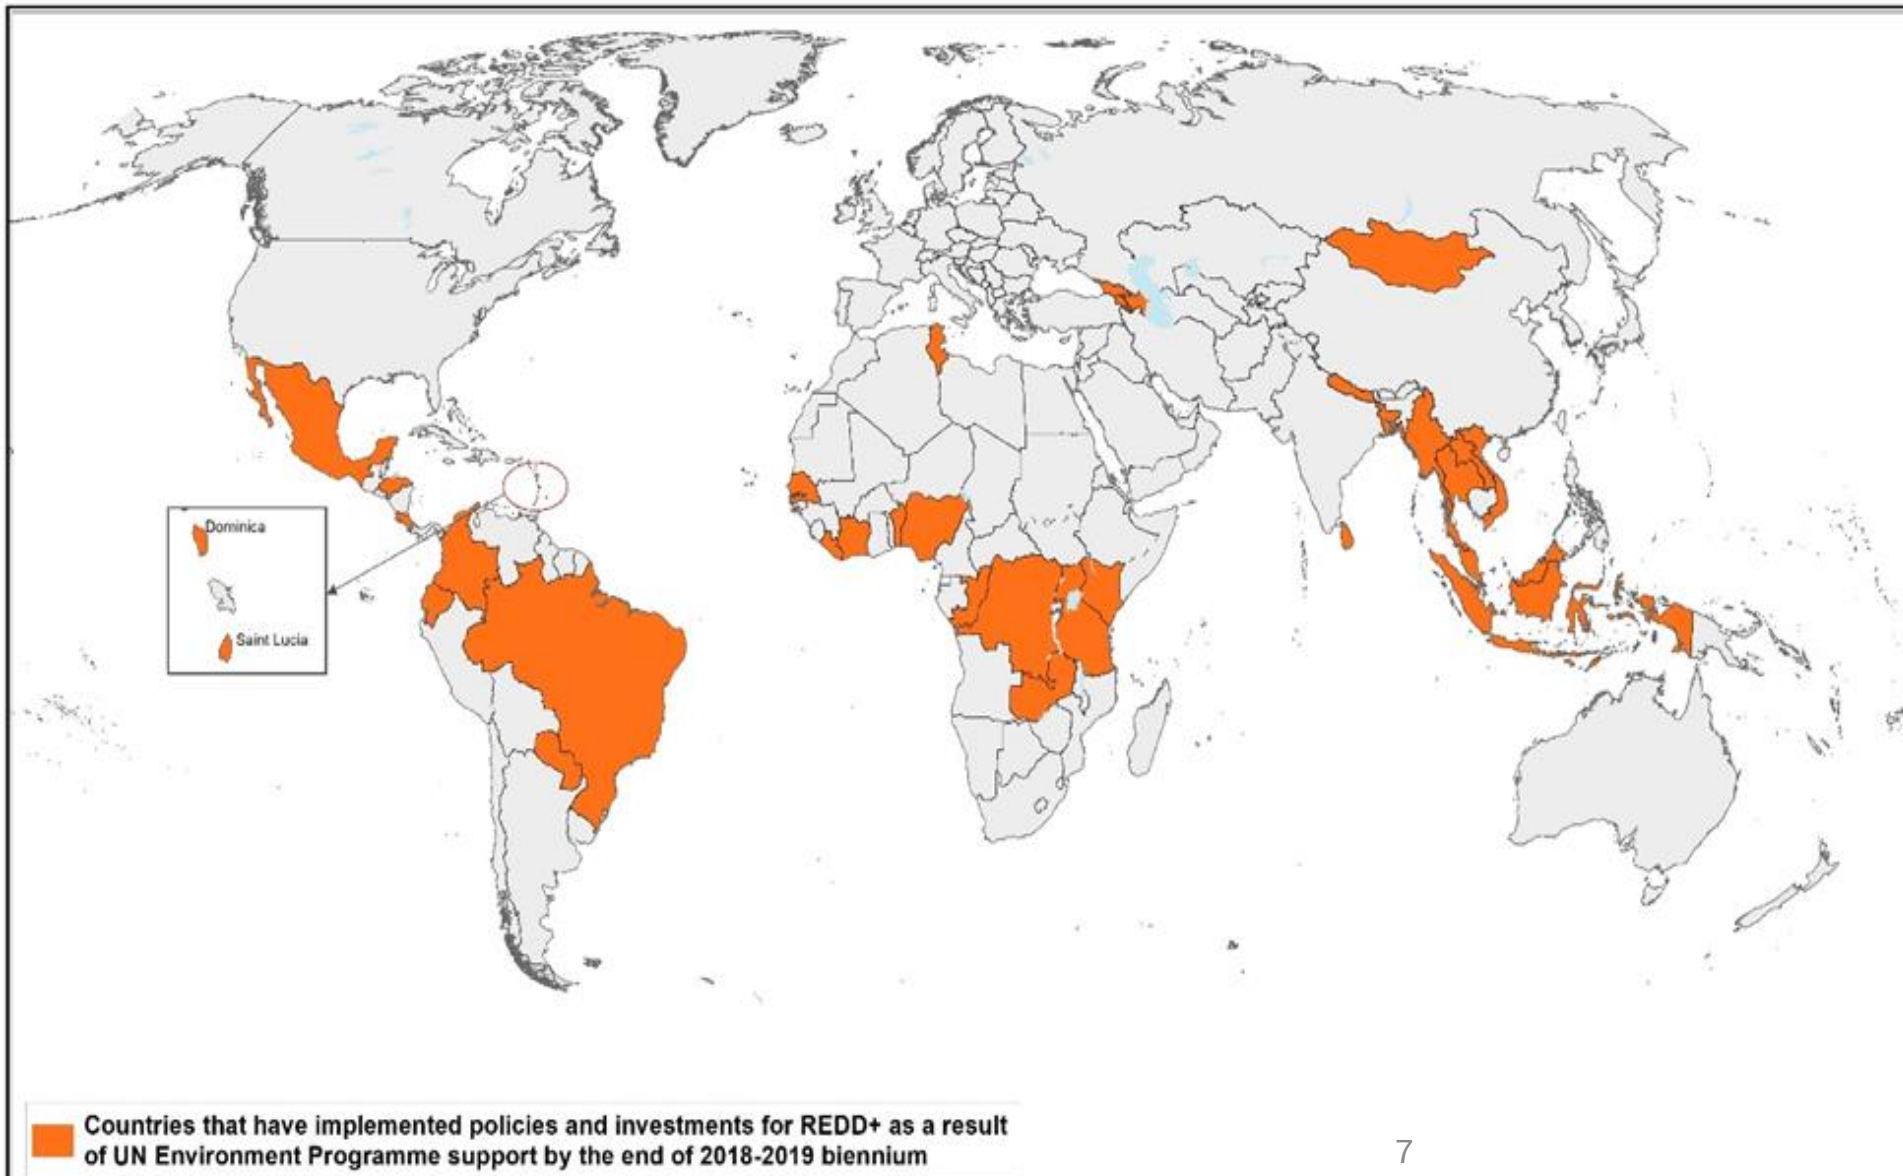 Dominica
Saint Lucia
Countries that have implemented policies and investments for REDD+ as a result
of UN Environment Programme support by the end of 2018-2019 biennium
7